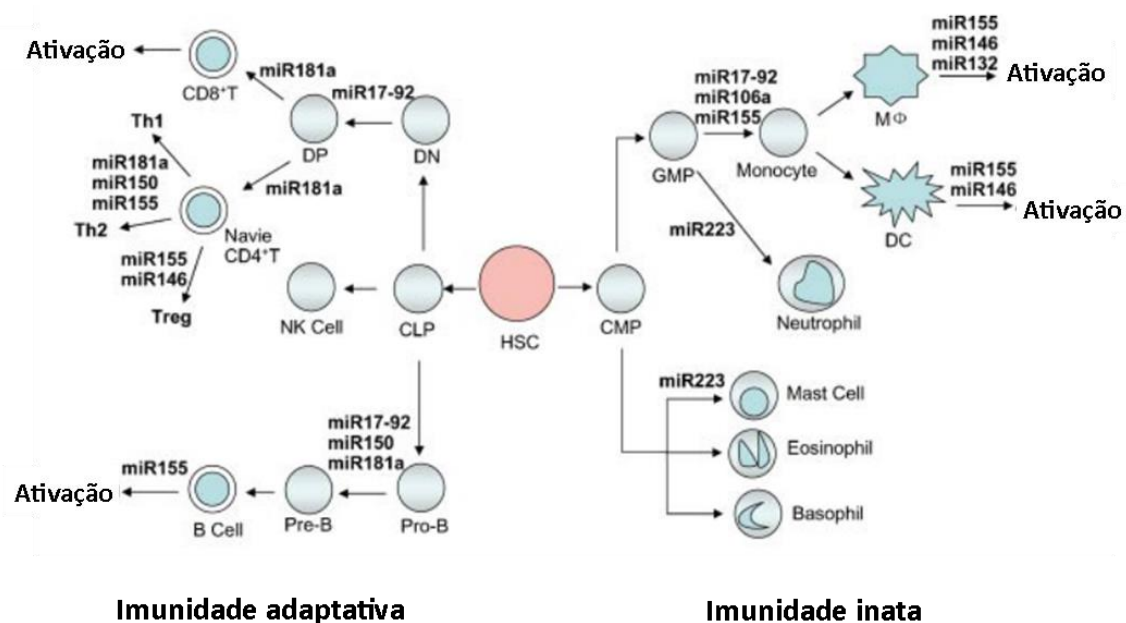 Ativação
CD8⁺T
miR181a
miR17-92
DP
DN
Th1
miR181a
miR150
miR155
miR181a
Th2
Navie
CD4⁺T
miR155
miR146
Treg
NK Cell
CLP
HSC
CMP
miR17-92
miR150
miR181a
miR155
Ativação
B Cell
Pre-B
Pro-B
miR17-92
miR106a
miR155
GMP
Monocyte
miR155
miR146
miR132
Ativação
MΦ
miR155
miR146
Ativação
DC
miR223
Neutrophil
miR223
Mast Cell
Eosinophil
Basophil
Imunidade adaptativa
Imunidade inata